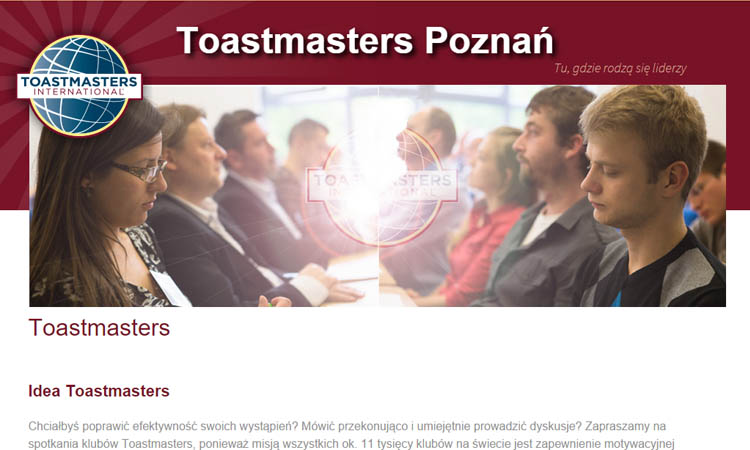 Toastmasters Poznań
Tu, gdzie rodzą się liderzy
TOASTMASTERS
INTERNATIONAL
TOASTMASTERS
INTERNATIONAL
Toastmasters
Idea Toastmasters
Chciałbyś poprawić efektywność swoich wystąpień? Mówić przekonująco i umiejętnie prowadzić dyskusje? Zapraszamy na
spotkania klubów Toastmasters, ponieważ misją wszystkich ok. 11 tysięcy klubów na świecie jest zapewnienie motywacyjnej